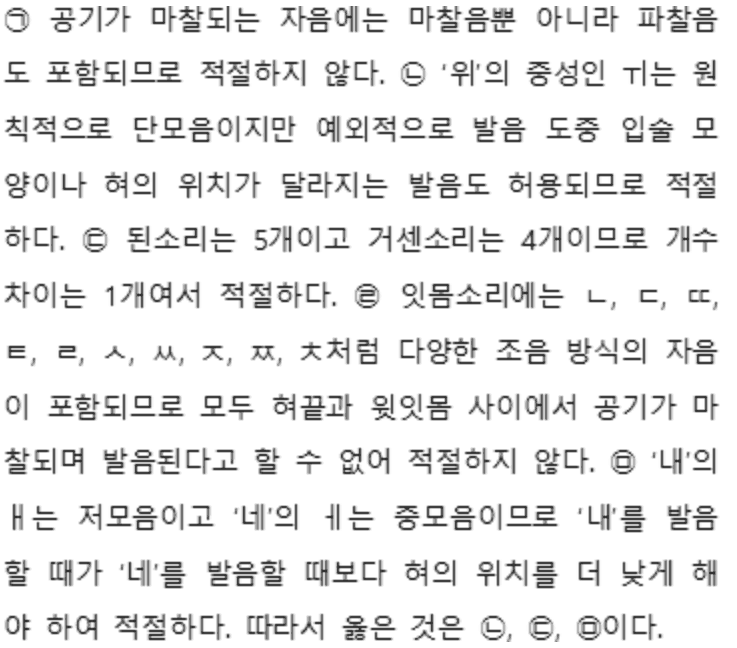 ㉠ 공기가 마찰되는 자음에는 마찰음뿐 아니라 파찰음
도 포함되므로 적절하지 않다. ㉡ ‘위’의 중성인 ㅟ는 원
칙적으로 단모음이지만 예외적으로 발음 도중 입술 모
양이나 혀의 위치가 달라지는 발음도 허용되므로 적절
하다. ㉢ 된소리는 5개이고 거센소리는 4개이므로 개수
차이는 1개여서 적절하다. ㉣ 잇몸소리에는 ㄴ, ㄷ, ㄸ,
ㅌ, ㄹ, ㅅ, ㅆ, ㅈ, ㅉ, ㅊ처럼 다양한 조음 방식의 자음
이 포함되므로 모두 혀끝과 윗잇몸 사이에서 공기가 마
찰되며 발음된다고 할 수 없어 적절하지 않다. ㉤ ‘내’의
ㅐ는 저모음이고 ‘네’의 ㅔ는 중모음이므로 ‘내’를 발음
할 때가 ‘네’를 발음할 때보다 혀의 위치를 더 낮게 해
야 하여 적절하다. 따라서 옳은 것은 ㉡, ㉢, ㉤이다.